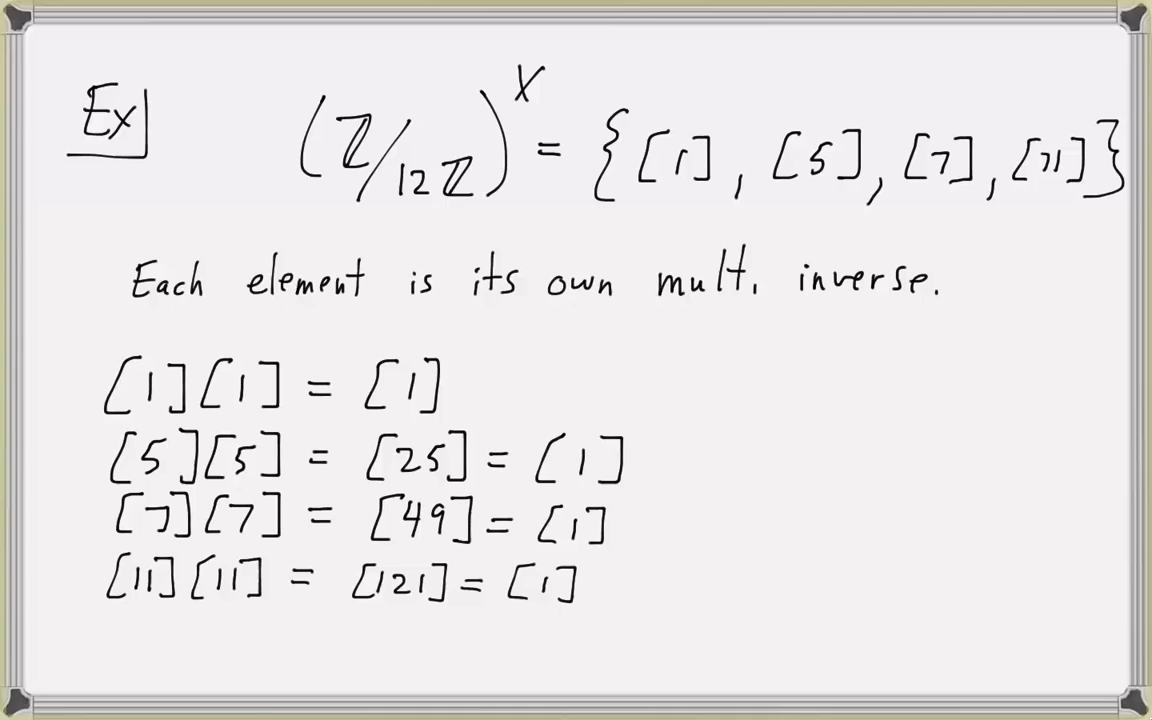 Ex (ℤ/12ℤ)^× = {[1], [5], [7], [11]}
Each element is its own mult. inverse.
[1][1] = [1]
[5][5] = [25] = [1]
[7][7] = [49] = [1]
[11][11] = [121] = [1]